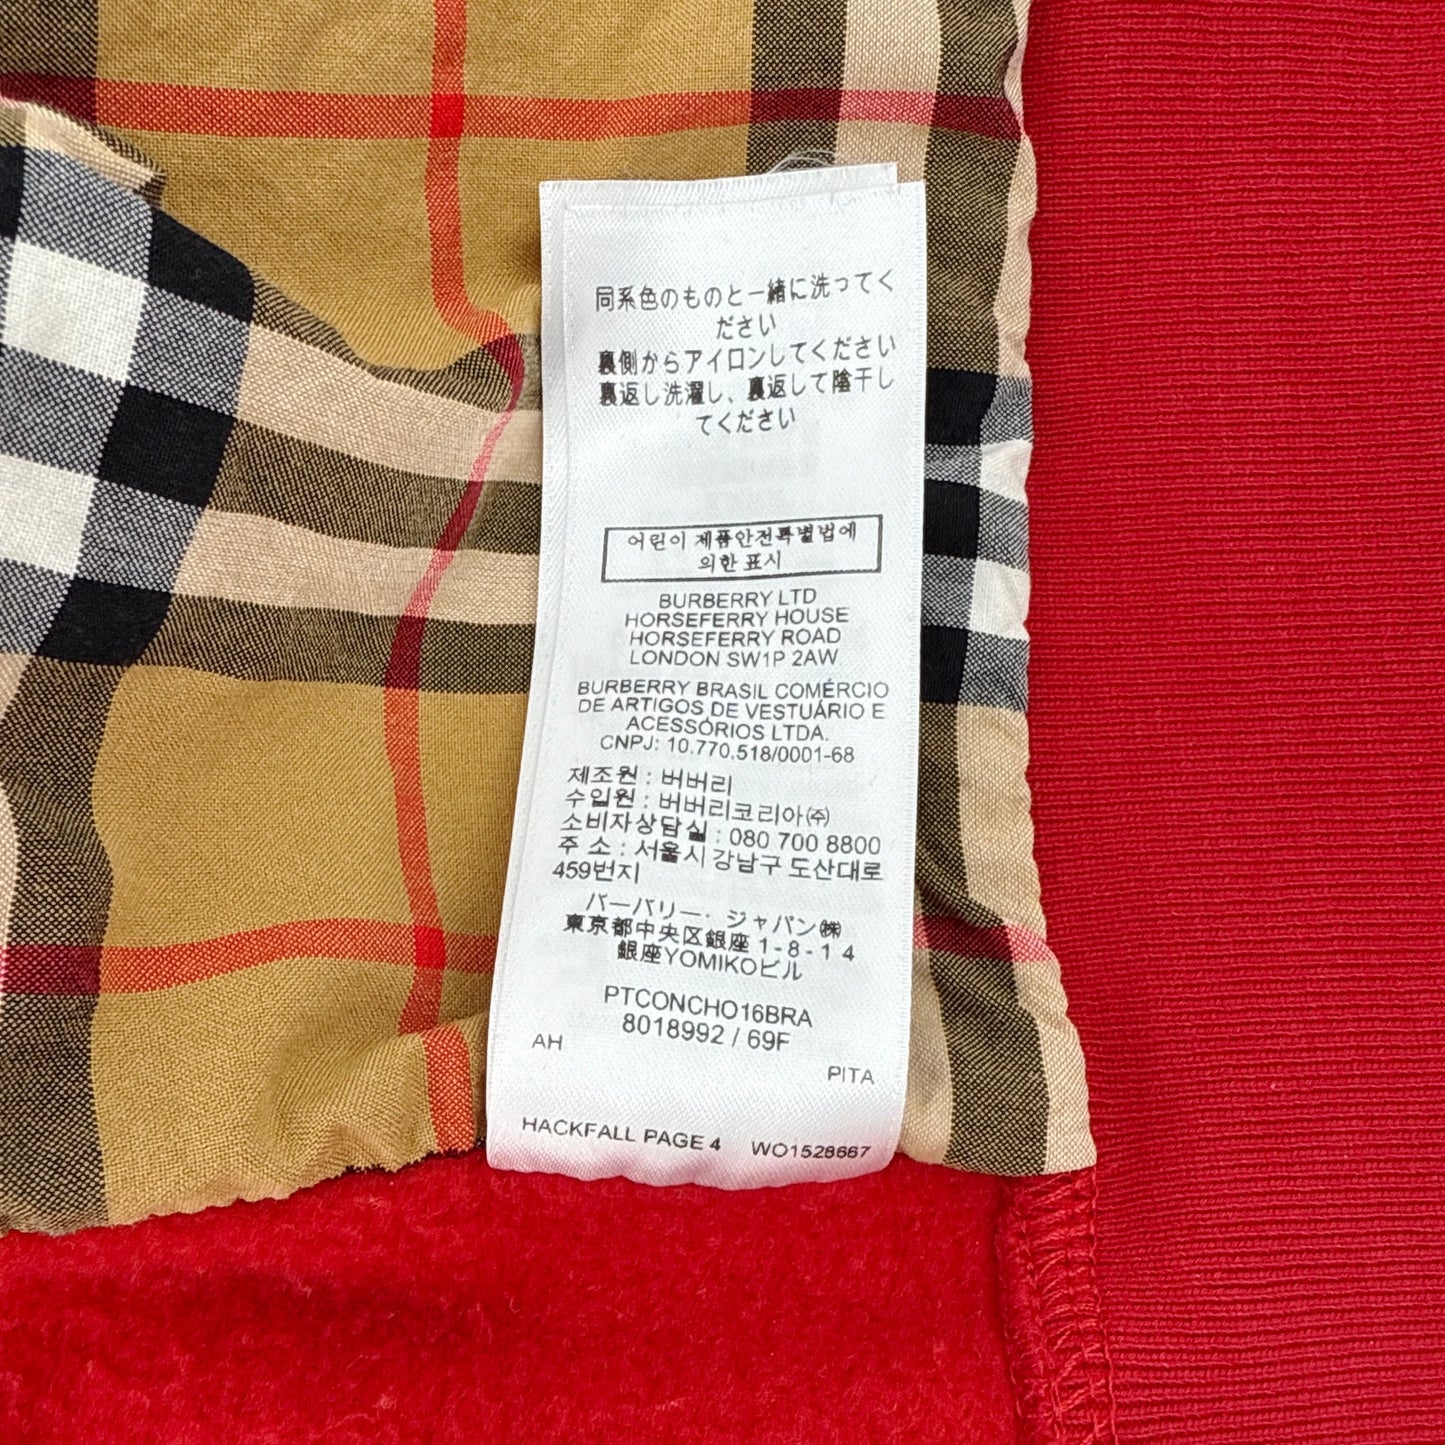 同系色のものと一緒に洗ってく
ださい
裏側からアイロンしてください
裏返し洗濯し、裏返して陰干し
てください
어린이 제품안전특별법에
의한 표시
BURBERRY LTD
HORSEFERRY HOUSE
HORSEFERRY ROAD
LONDON SW1P 2AW
BURBERRY BRASIL COMÉRCIO
DE ARTIGOS DE VESTUÁRIO E
ACESSÓRIOS LTDA.
CNPJ: 10.770.518/0001-68
제조원 : 버버리
수입원 : 버버리코리아㈜
소비자상담실 : 080 700 8800
주 소 : 서울시 강남구 도산대로
459번지
バーバリー・ジャパン㈱
東京都中央区銀座 1 - 8 - 1 4
銀座YOMIKOビル
PTCONCHO16BRA
8018992 / 69F
AH
PITA
HACKFALL PAGE 4 WO1528667